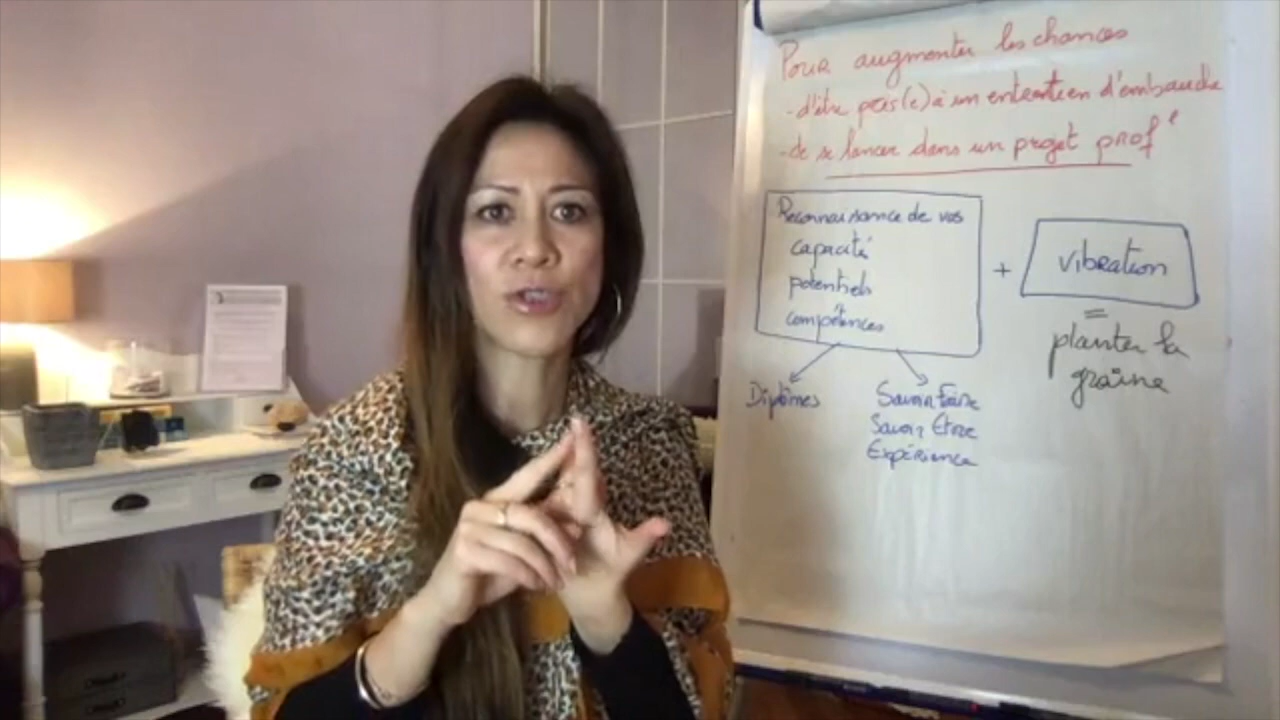 Pour augmenter les chances
- d'être pris(e) à un entretien d'embauche
- de se lancer dans un projet prof
Reconnaissance de vos
capacité
potentiels
compétences
+
vibration
=
planter la
graine
Diplômes
Savoir Faire
Savoir Etre
Expérience